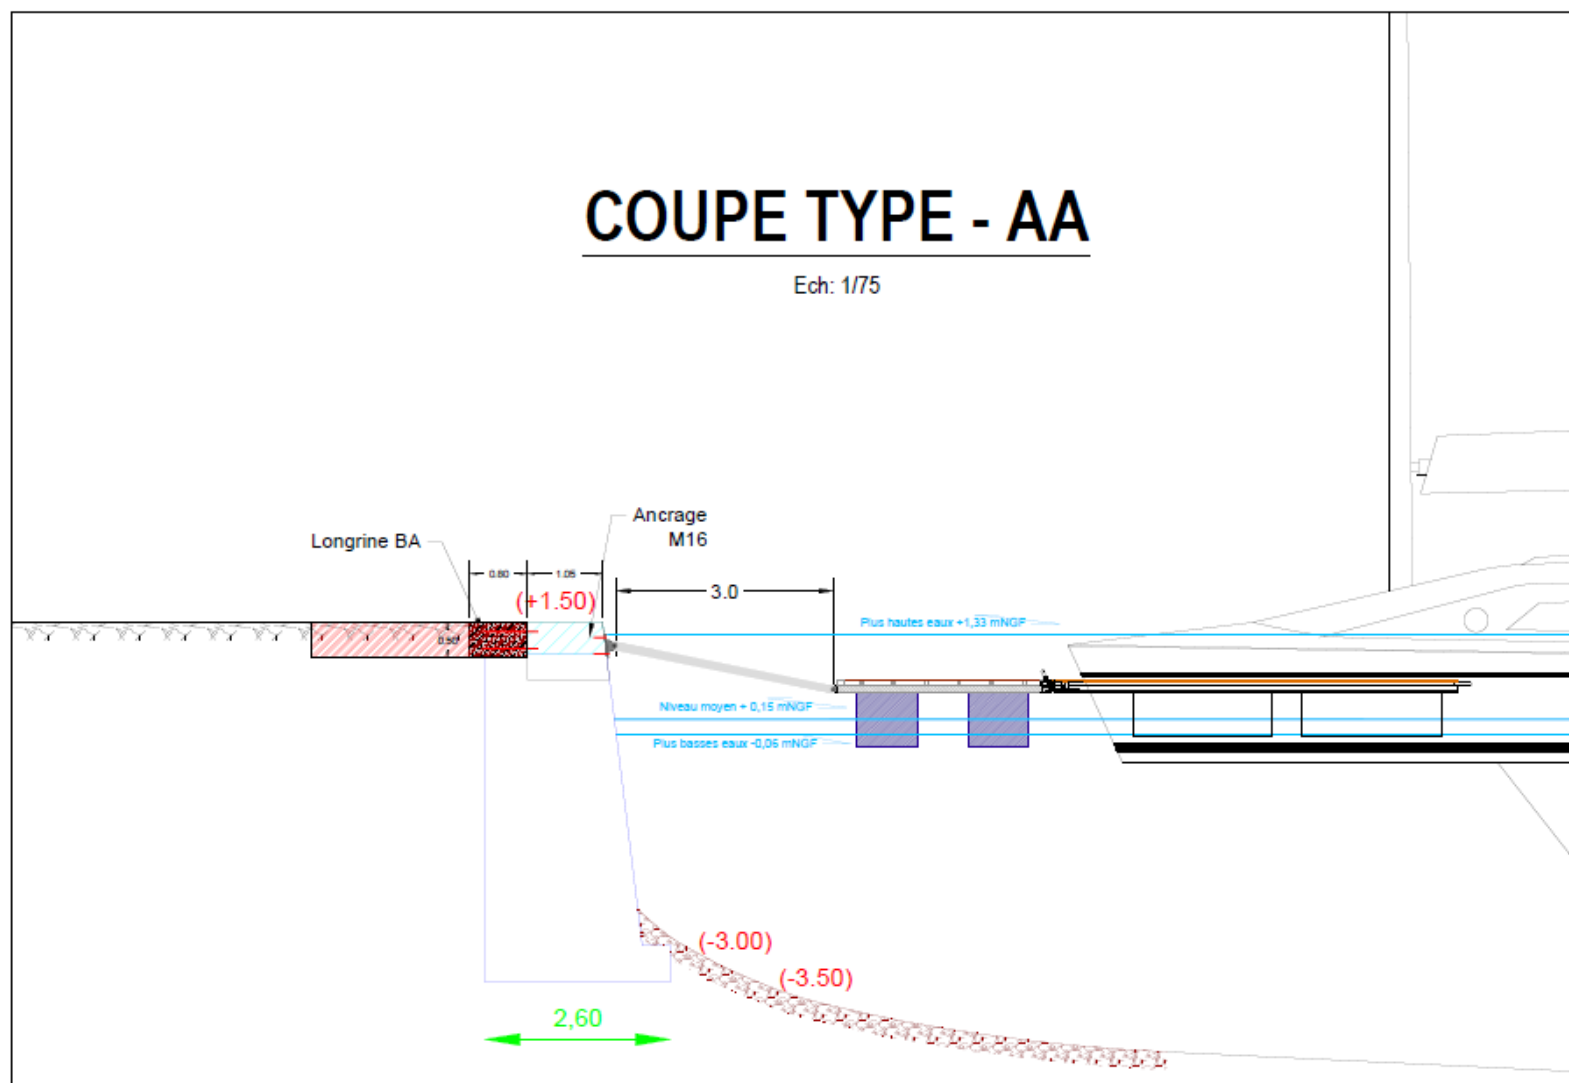 COUPE TYPE - AA
Ech: 1/75
Ancrage
M16
Longrine BA
0.80
1.05
3.0
(+1.50)
Plus hautes eaux +1,33 mNGF
0.50
Niveau moyen + 0,15 mNGF
Plus basses eaux -0,06 mNGF
(-3.00)
(-3.50)
2,60